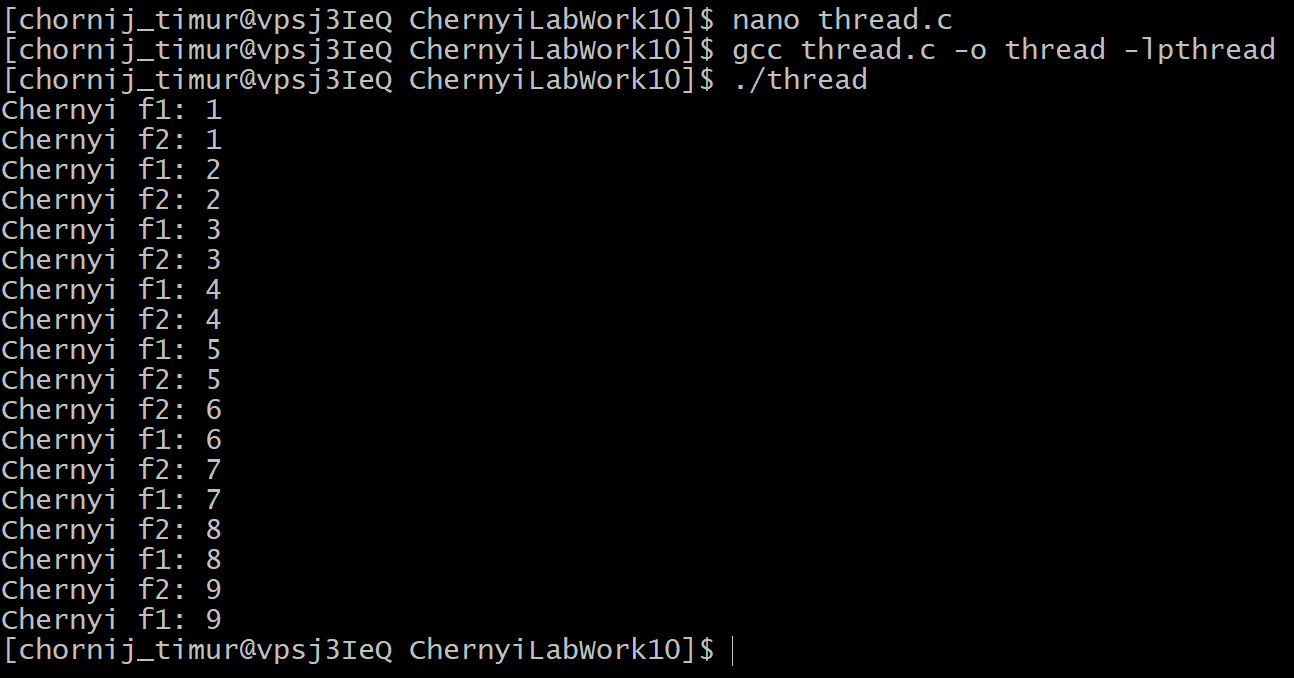 [chornij_timur@vpsj3IeQ ChernyiLabWork10]$ nano thread.c
[chornij_timur@vpsj3IeQ ChernyiLabWork10]$ gcc thread.c -o thread -lpthread
[chornij_timur@vpsj3IeQ ChernyiLabWork10]$ ./thread
Chernyi f1: 1
Chernyi f2: 1
Chernyi f1: 2
Chernyi f2: 2
Chernyi f1: 3
Chernyi f2: 3
Chernyi f1: 4
Chernyi f2: 4
Chernyi f1: 5
Chernyi f2: 5
Chernyi f2: 6
Chernyi f1: 6
Chernyi f2: 7
Chernyi f1: 7
Chernyi f2: 8
Chernyi f1: 8
Chernyi f2: 9
Chernyi f1: 9
[chornij_timur@vpsj3IeQ ChernyiLabWork10]$